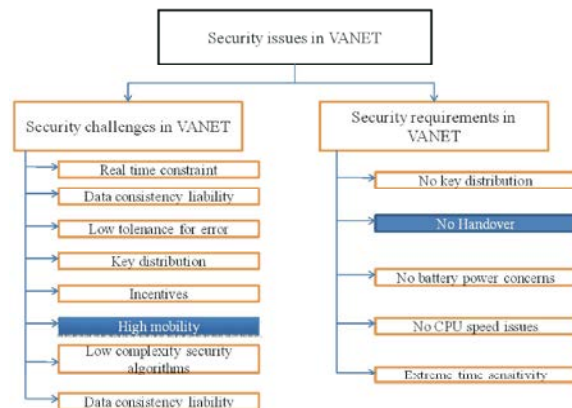 Security issues in VANET
Security challenges in VANET
Real time constraint
Data consistency liability
Low tolerance for error
Key distribution
Incentives
High mobility
Low complexity security
algorithms
Data consistency liability
Security requirements in
VANET
No key distribution
No Handover
No battery power concerns
No CPU speed issues
Extreme time sensitivity